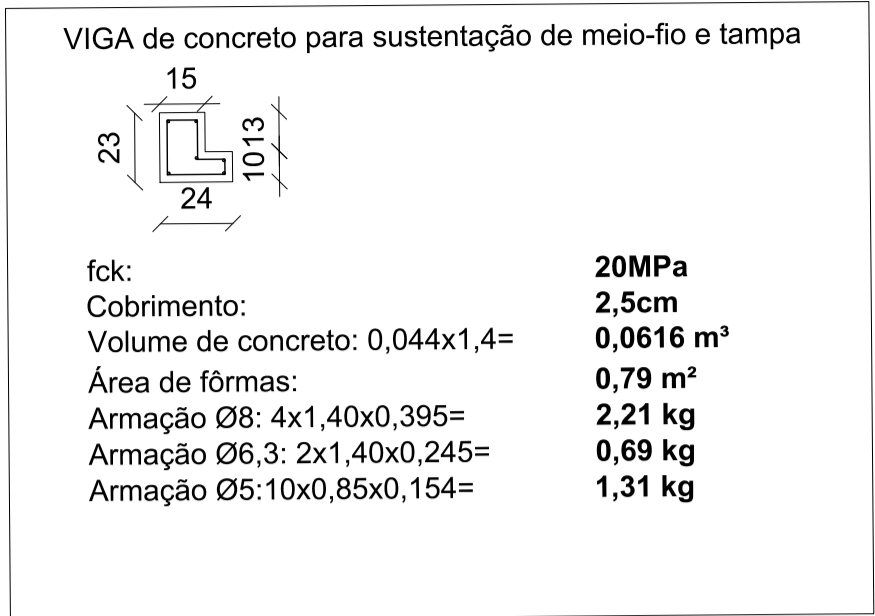 VIGA de concreto para sustentação de meio-fio e tampa
15
23
13
10
24
fck: 20MPa
Cobrimento: 2,5cm
Volume de concreto: 0,044x1,4= 0,0616 m³
Área de fôrmas: 0,79 m²
Armação Ø8: 4x1,40x0,395= 2,21 kg
Armação Ø6,3: 2x1,40x0,245= 0,69 kg
Armação Ø5:10x0,85x0,154= 1,31 kg